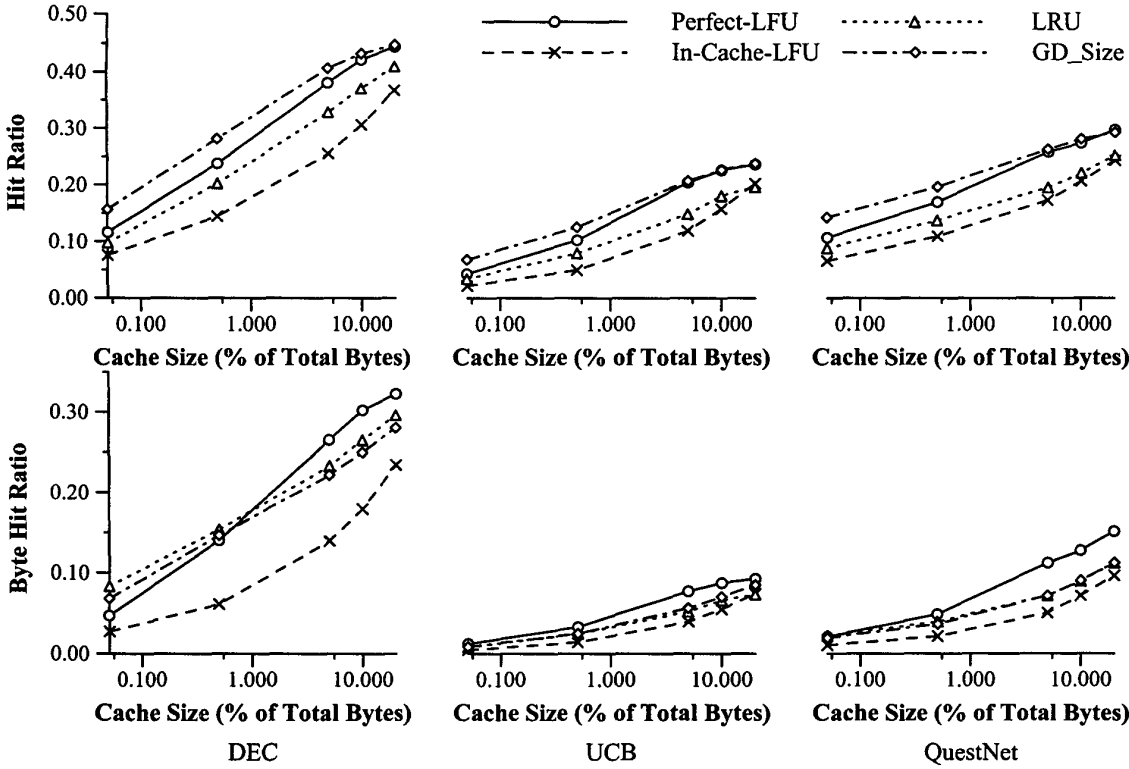 Perfect-LFU
LRU
In-Cache-LFU
GD_Size
Hit Ratio
0.50
0.40
0.30
0.20
0.10
0.00
0.100 1.000 10.000
Cache Size (% of Total Bytes)
0.100 1.000 10.000
Cache Size (% of Total Bytes)
0.100 1.000 10.000
Cache Size (% of Total Bytes)
Byte Hit Ratio
0.30
0.20
0.10
0.00
0.100 1.000 10.000
Cache Size (% of Total Bytes)
DEC
0.100 1.000 10.000
Cache Size (% of Total Bytes)
UCB
0.100 1.000 10.000
Cache Size (% of Total Bytes)
QuestNet